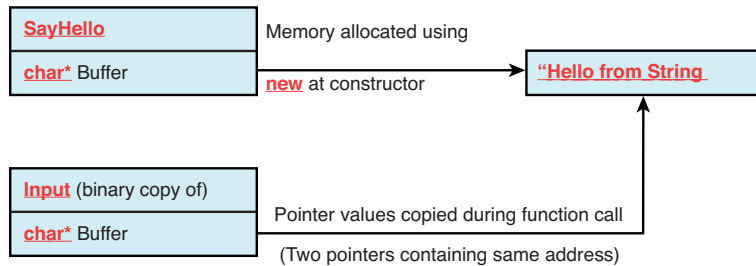 SayHello
char* Buffer
Memory allocated using
new at constructor
“Hello from String
Input (binary copy of)
char* Buffer
Pointer values copied during function call
(Two pointers containing same address)